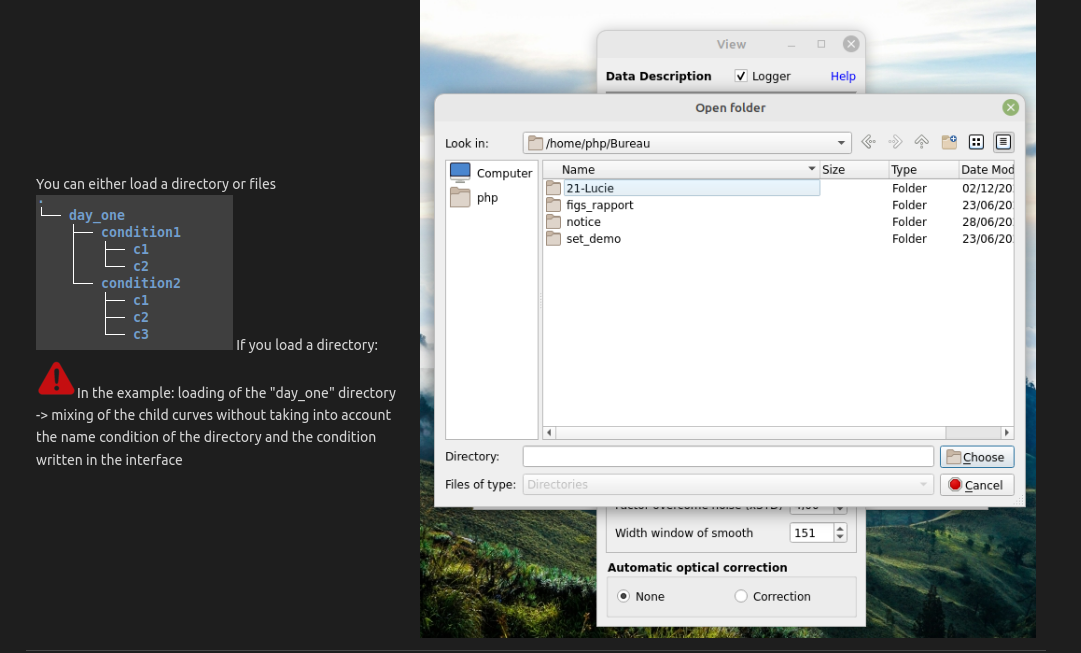 You can either load a directory or files
.
day_one
condition1
c1
c2
condition2
c1
c2
c3
If you load a directory:
In the example: loading of the "day_one" directory
-> mixing of the child curves without taking into account
the name condition of the directory and the condition
written in the interface
View
Data Description Logger Help
Open folder
Look in: /home/php/Bureau
Computer
php
Name Size Type Date Mod
21-Lucie Folder 02/12/20
figs_rapport Folder 23/06/20
notice Folder 28/06/20
set_demo Folder 23/06/20
Directory: Choose
Files of type: Directories Cancel
Width window of smooth 151
Automatic optical correction
None Correction